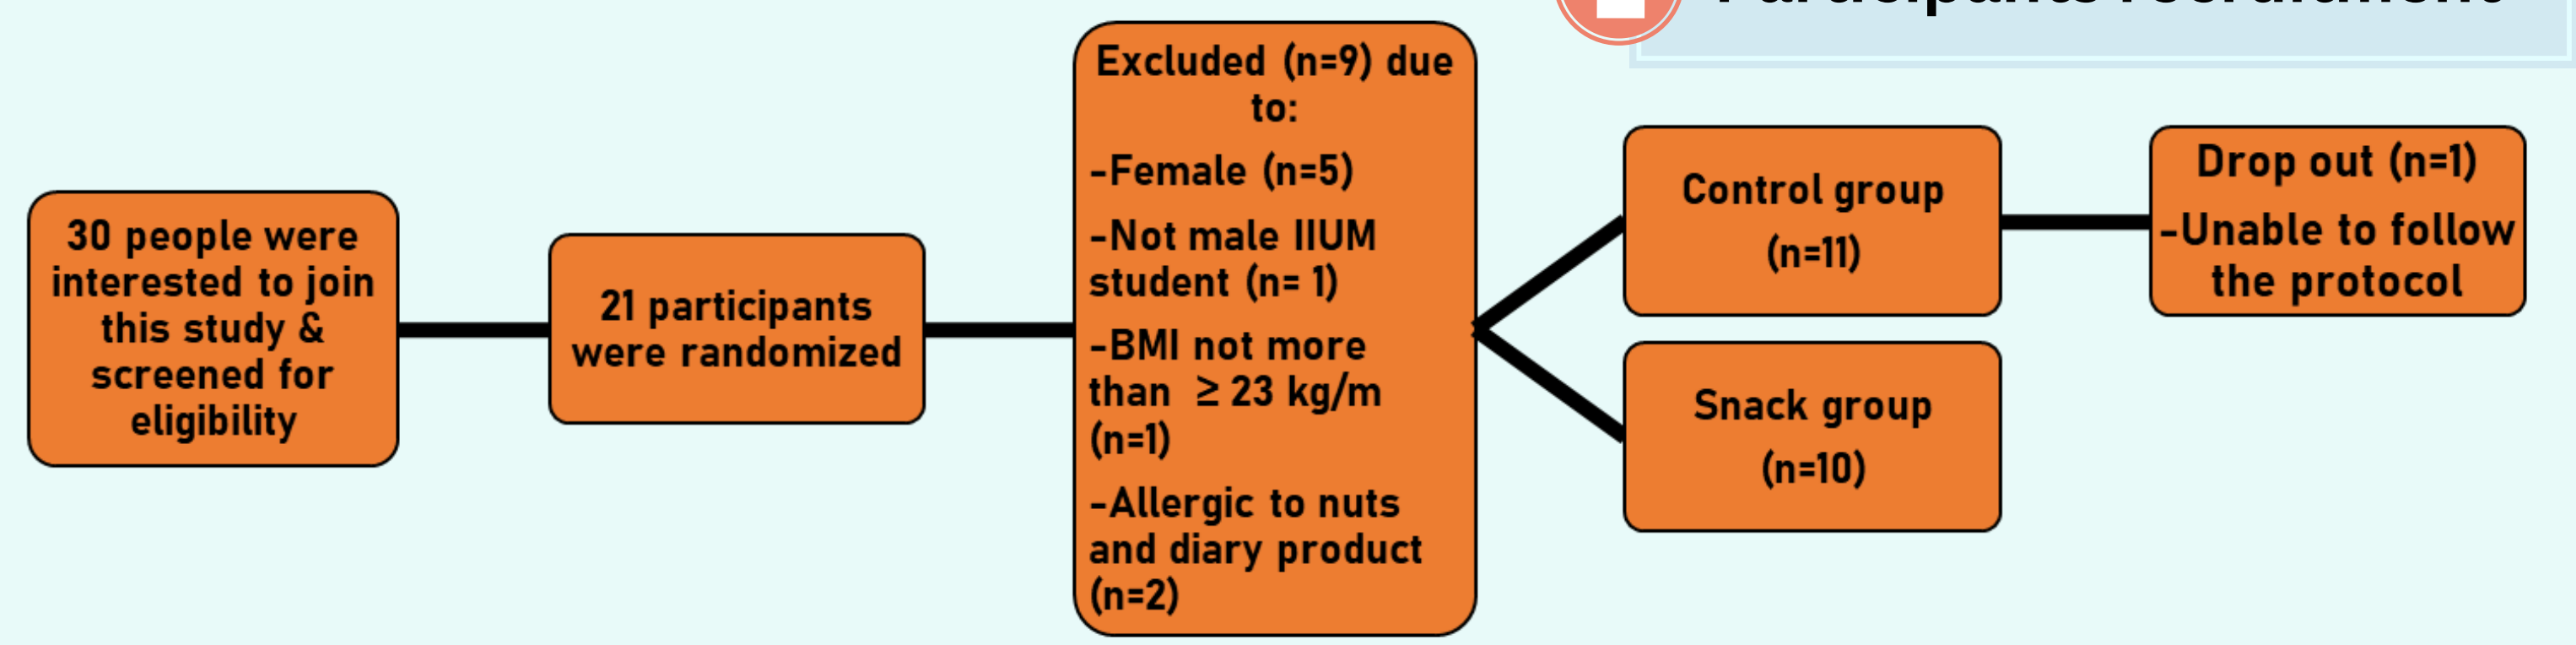 Participants recruitment
30 people were
interested to join
this study &
screened for
eligibility
21 participants
were randomized
Excluded (n=9) due
to:
-Female (n=5)
-Not male IIUM
student (n= 1)
-BMI not more
than ≥ 23 kg/m
(n=1)
-Allergic to nuts
and diary product
(n=2)
Control group
(n=11)
Snack group
(n=10)
Drop out (n=1)
-Unable to follow
the protocol